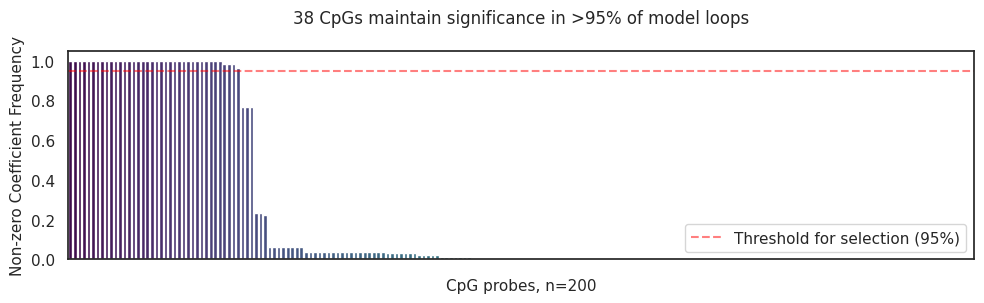 38 CpGs maintain significance in >95% of model loops
Non-zero Coefficient Frequency
1.0
0.8
0.6
0.4
0.2
0.0
Threshold for selection (95%)
CpG probes, n=200